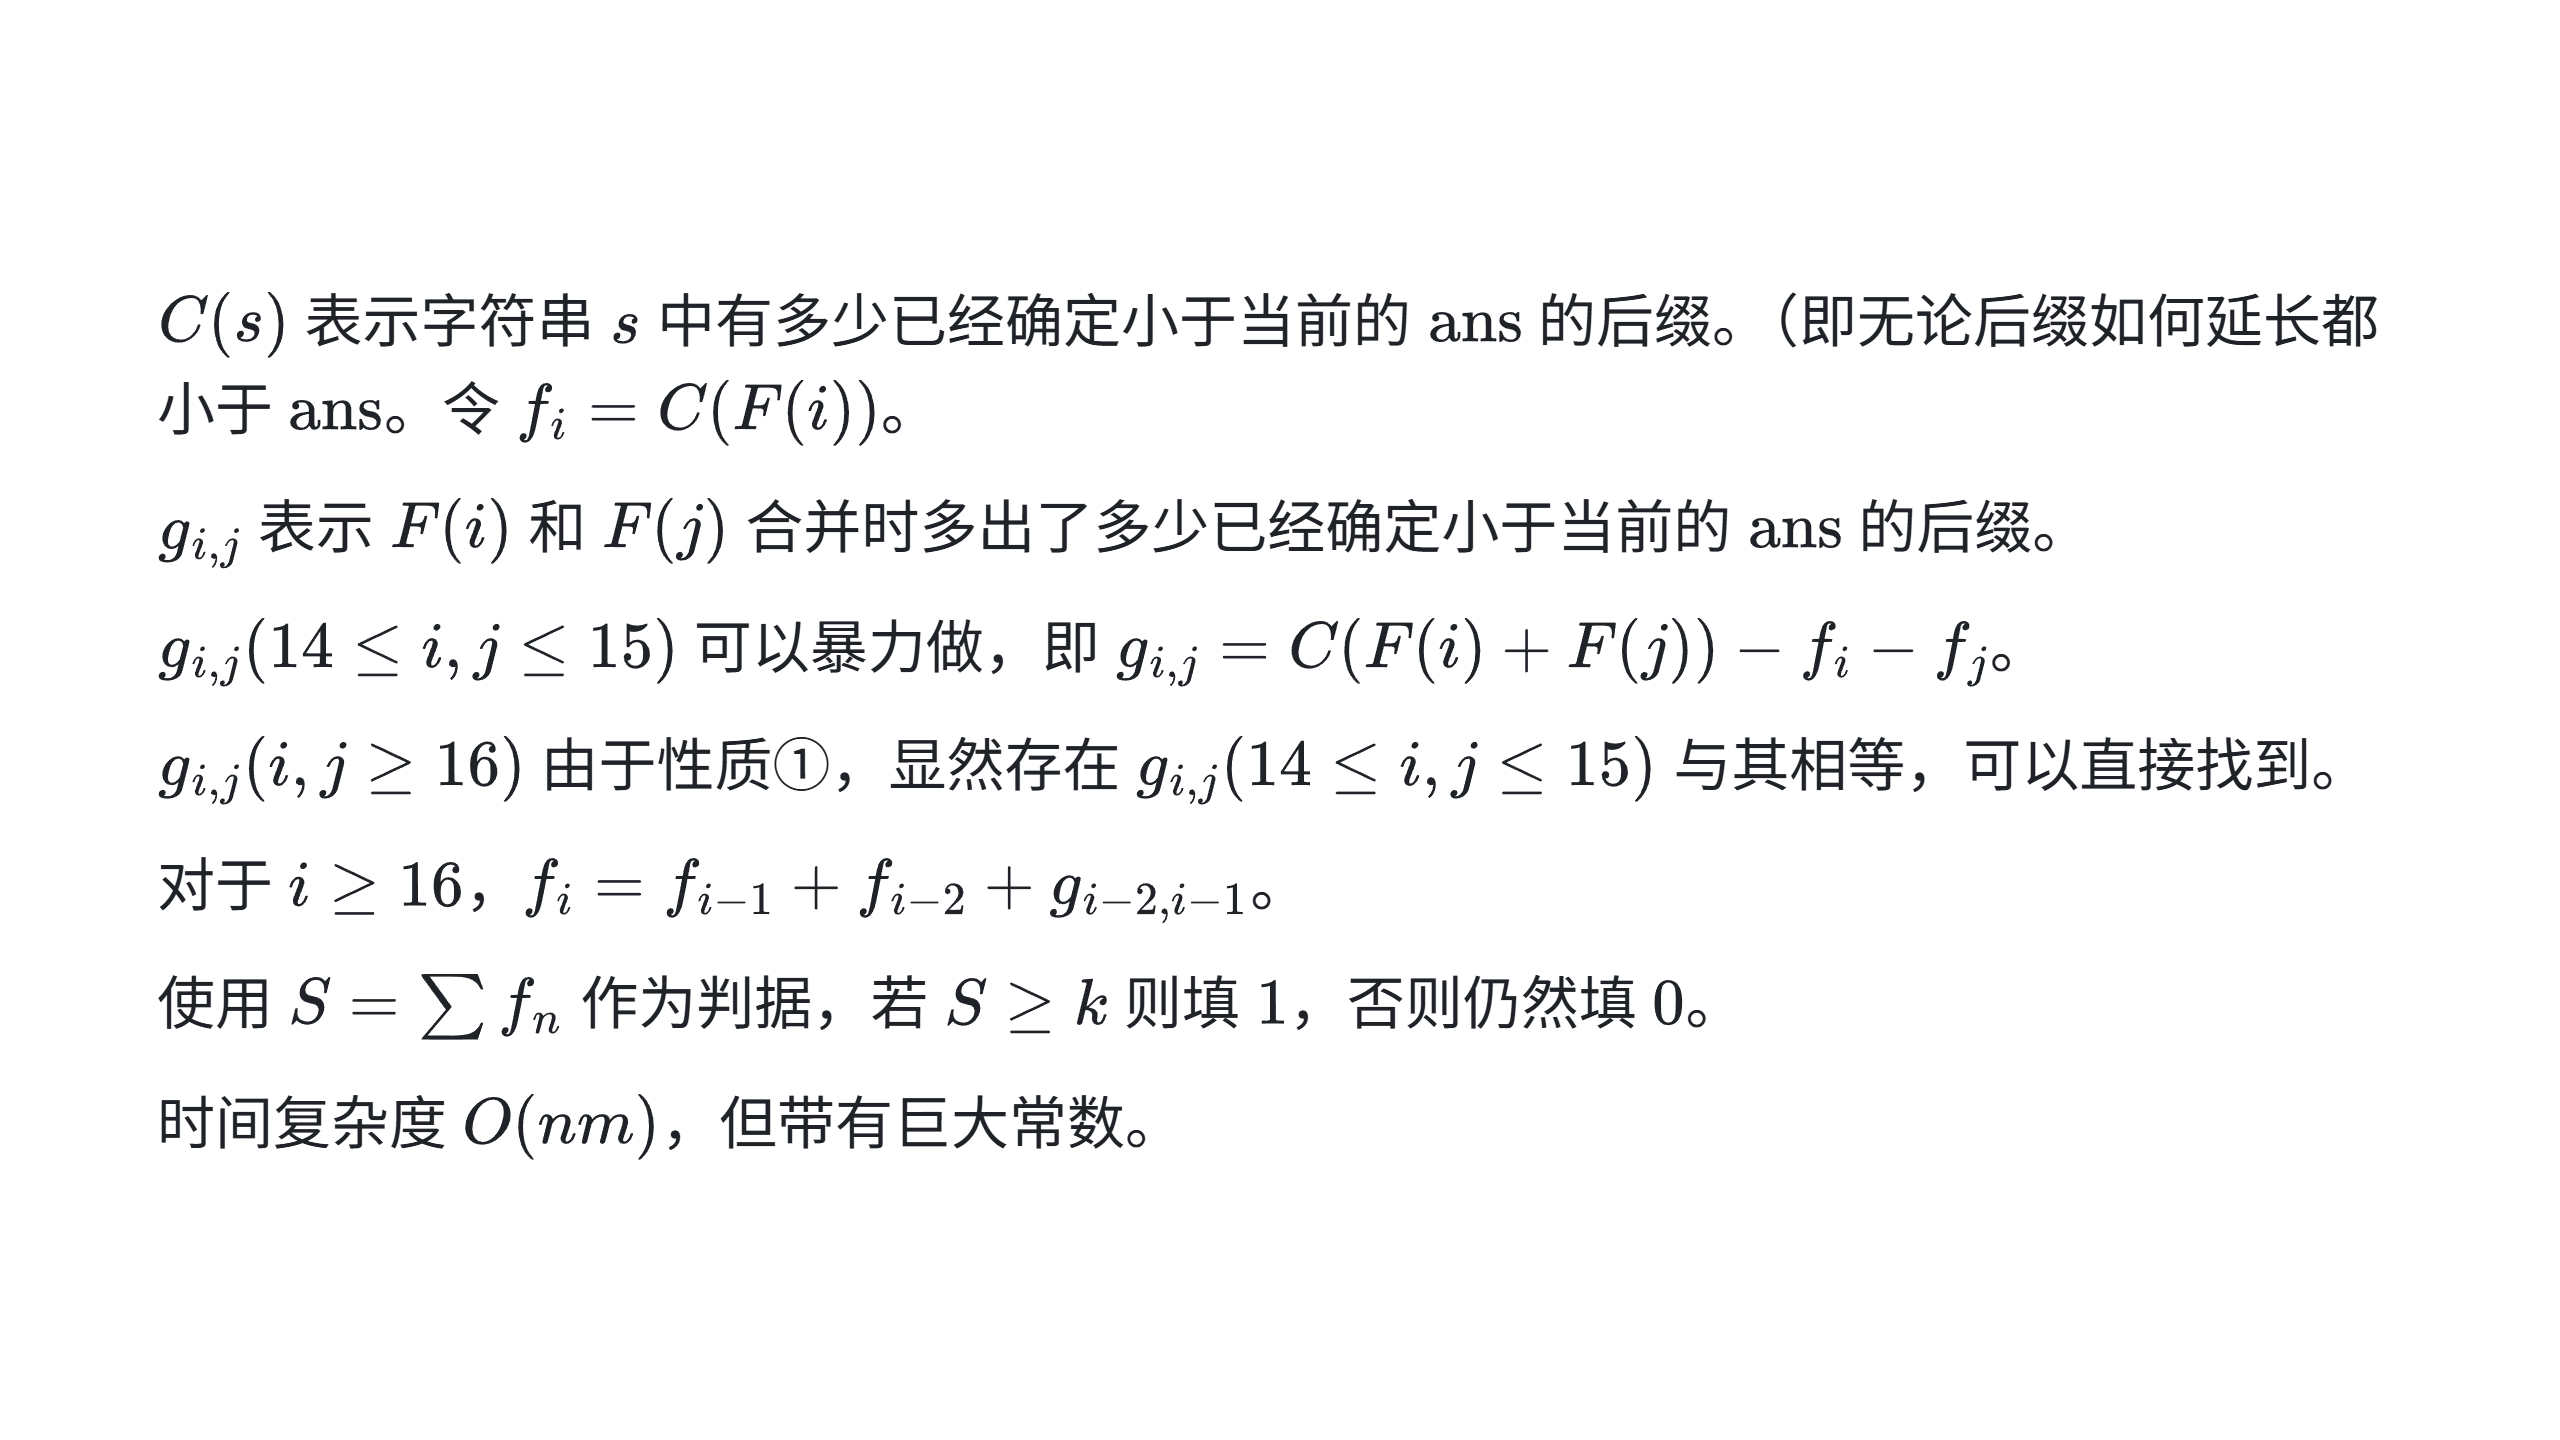 C(s) 表示字符串 s 中有多少已经确定小于当前的 ans 的后缀。（即无论后缀如何延长都
小于 ans。令 f_i = C(F(i))。
g_{i,j} 表示 F(i) 和 F(j) 合并时多出了多少已经确定小于当前的 ans 的后缀。
g_{i,j}(14 ≤ i, j ≤ 15) 可以暴力做，即 g_{i,j} = C(F(i) + F(j)) − f_i − f_j。
g_{i,j}(i, j ≥ 16) 由于性质①，显然存在 g_{i,j}(14 ≤ i, j ≤ 15) 与其相等，可以直接找到。
对于 i ≥ 16，f_i = f_{i−1} + f_{i−2} + g_{i−2,i−1}。
使用 S = ∑ f_n 作为判据，若 S ≥ k 则填 1，否则仍然填 0。
时间复杂度 O(nm)，但带有巨大常数。